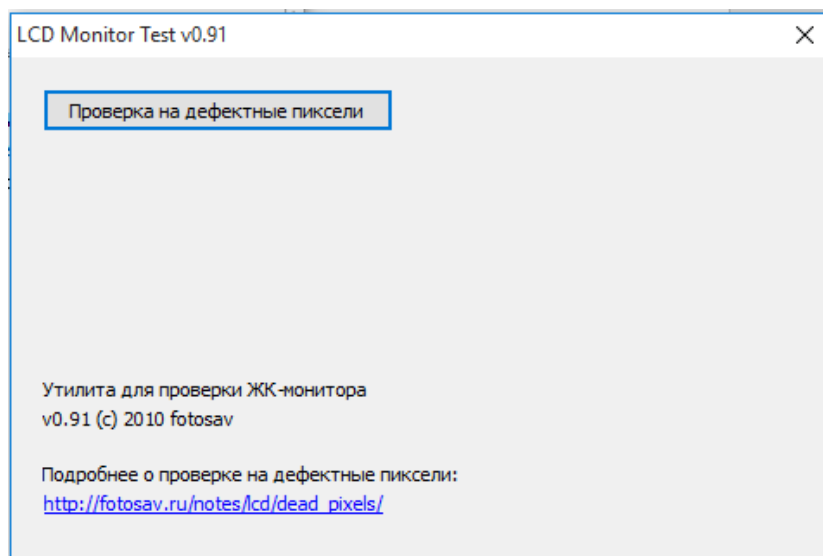 LCD Monitor Test v0.91
Проверка на дефектные пиксели
Утилита для проверки ЖК-монитора
v0.91 (c) 2010 fotosav
Подробнее о проверке на дефектные пиксели:
http://fotosav.ru/notes/lcd/dead_pixels/